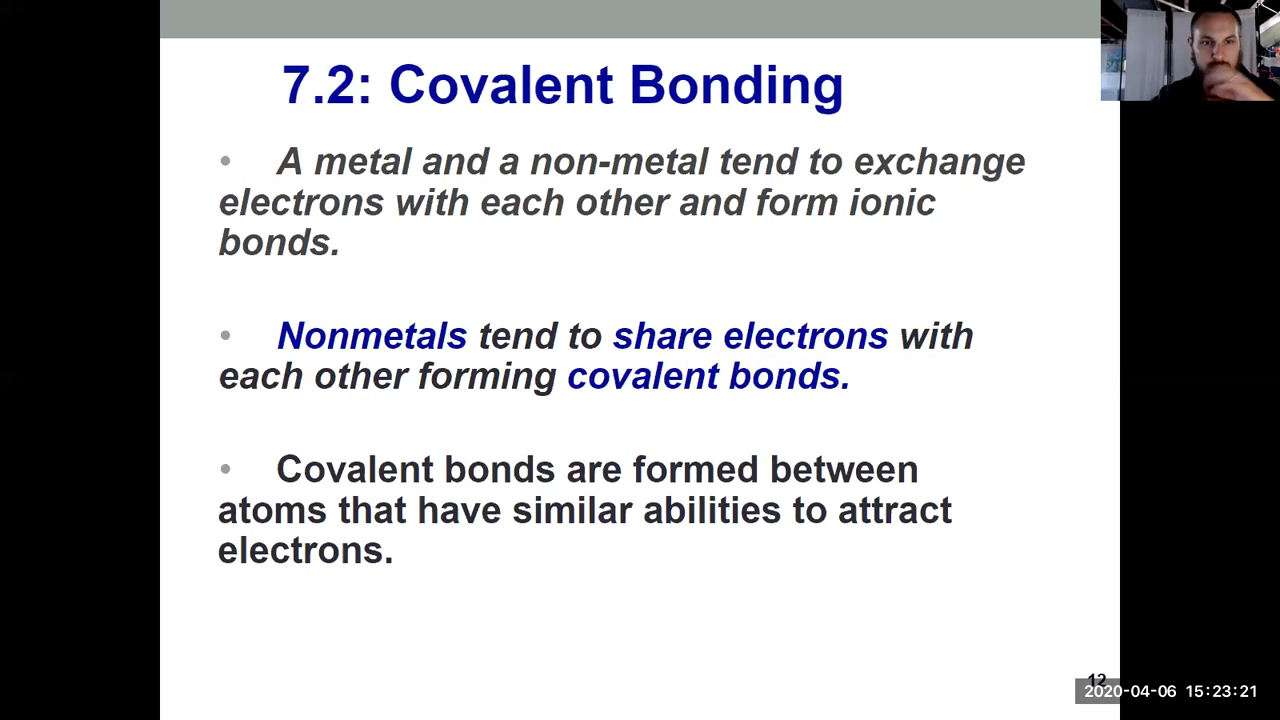 7.2: Covalent Bonding
• A metal and a non-metal tend to exchange
electrons with each other and form ionic
bonds.
• Nonmetals tend to share electrons with
each other forming covalent bonds.
• Covalent bonds are formed between
atoms that have similar abilities to attract
electrons.
12
2020-04-06 15:23:21